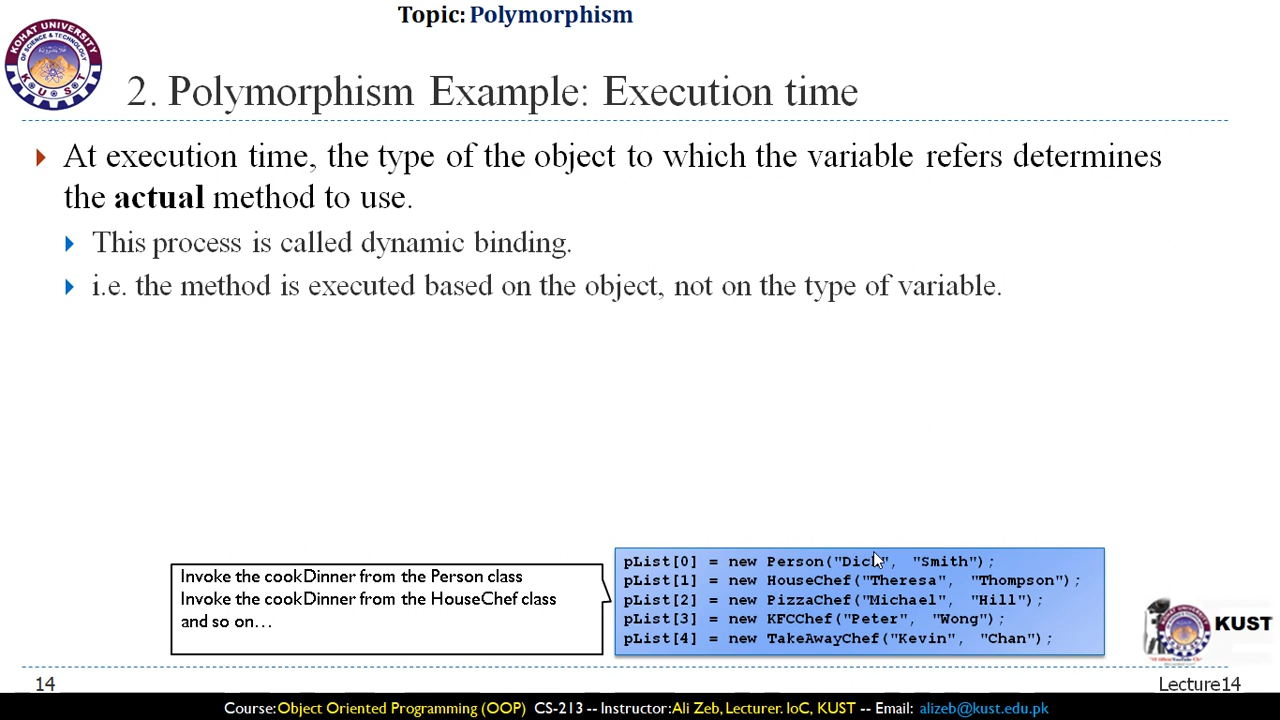 Topic: Polymorphism
KOHAT UNIVERSITY
OF SCIENCE & TECHNOLOGY
K U S T
2. Polymorphism Example: Execution time
At execution time, the type of the object to which the variable refers determines
the actual method to use.
This process is called dynamic binding.
i.e. the method is executed based on the object, not on the type of variable.
Invoke the cookDinner from the Person class
Invoke the cookDinner from the HouseChef class
and so on…
pList[0] = new Person("Dick", "Smith");
pList[1] = new HouseChef("Theresa", "Thompson");
pList[2] = new PizzaChef("Michael", "Hill");
pList[3] = new KFCChef("Peter", "Wong");
pList[4] = new TakeAwayChef("Kevin", "Chan");
KUST
14
Lecture14
Course: Object Oriented Programming (OOP) CS-213 -- Instructor: Ali Zeb, Lecturer. IoC, KUST -- Email: alizeb@kust.edu.pk